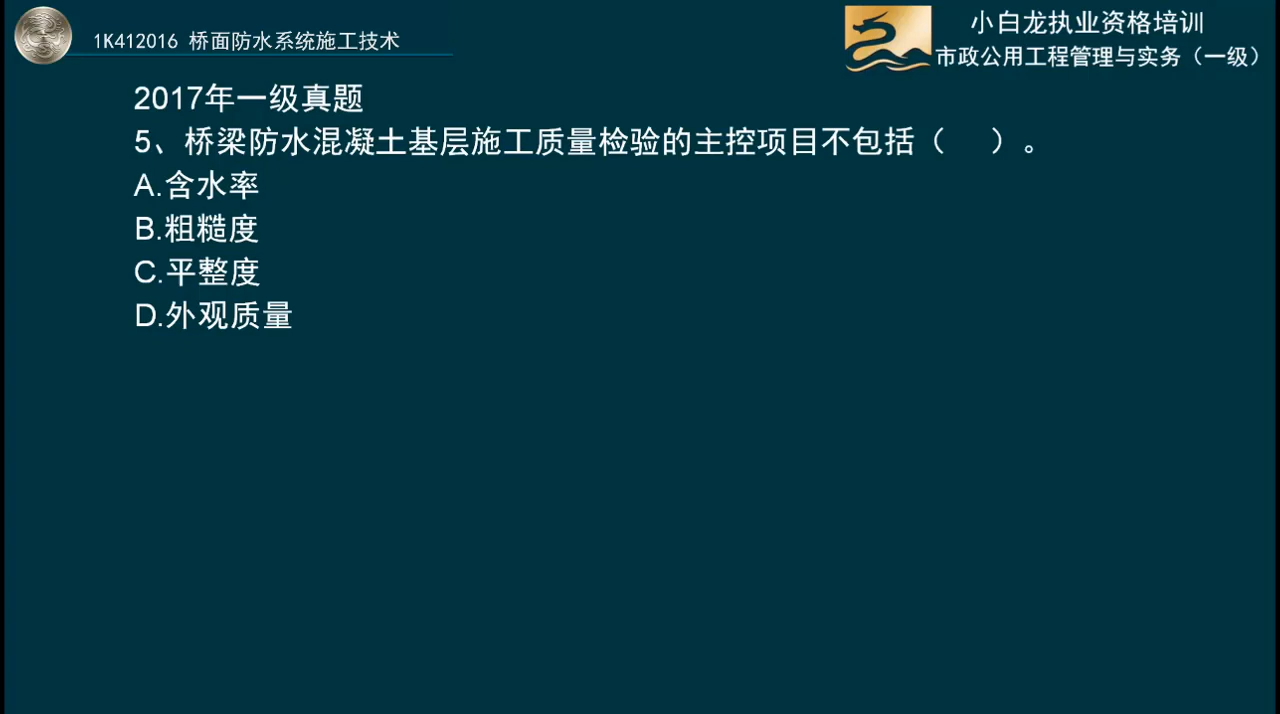 1K412016 桥面防水系统施工技术
小白龙执业资格培训
市政公用工程管理与实务（一级）
2017年一级真题
5、桥梁防水混凝土基层施工质量检验的主控项目不包括（ ）。
A.含水率
B.粗糙度
C.平整度
D.外观质量